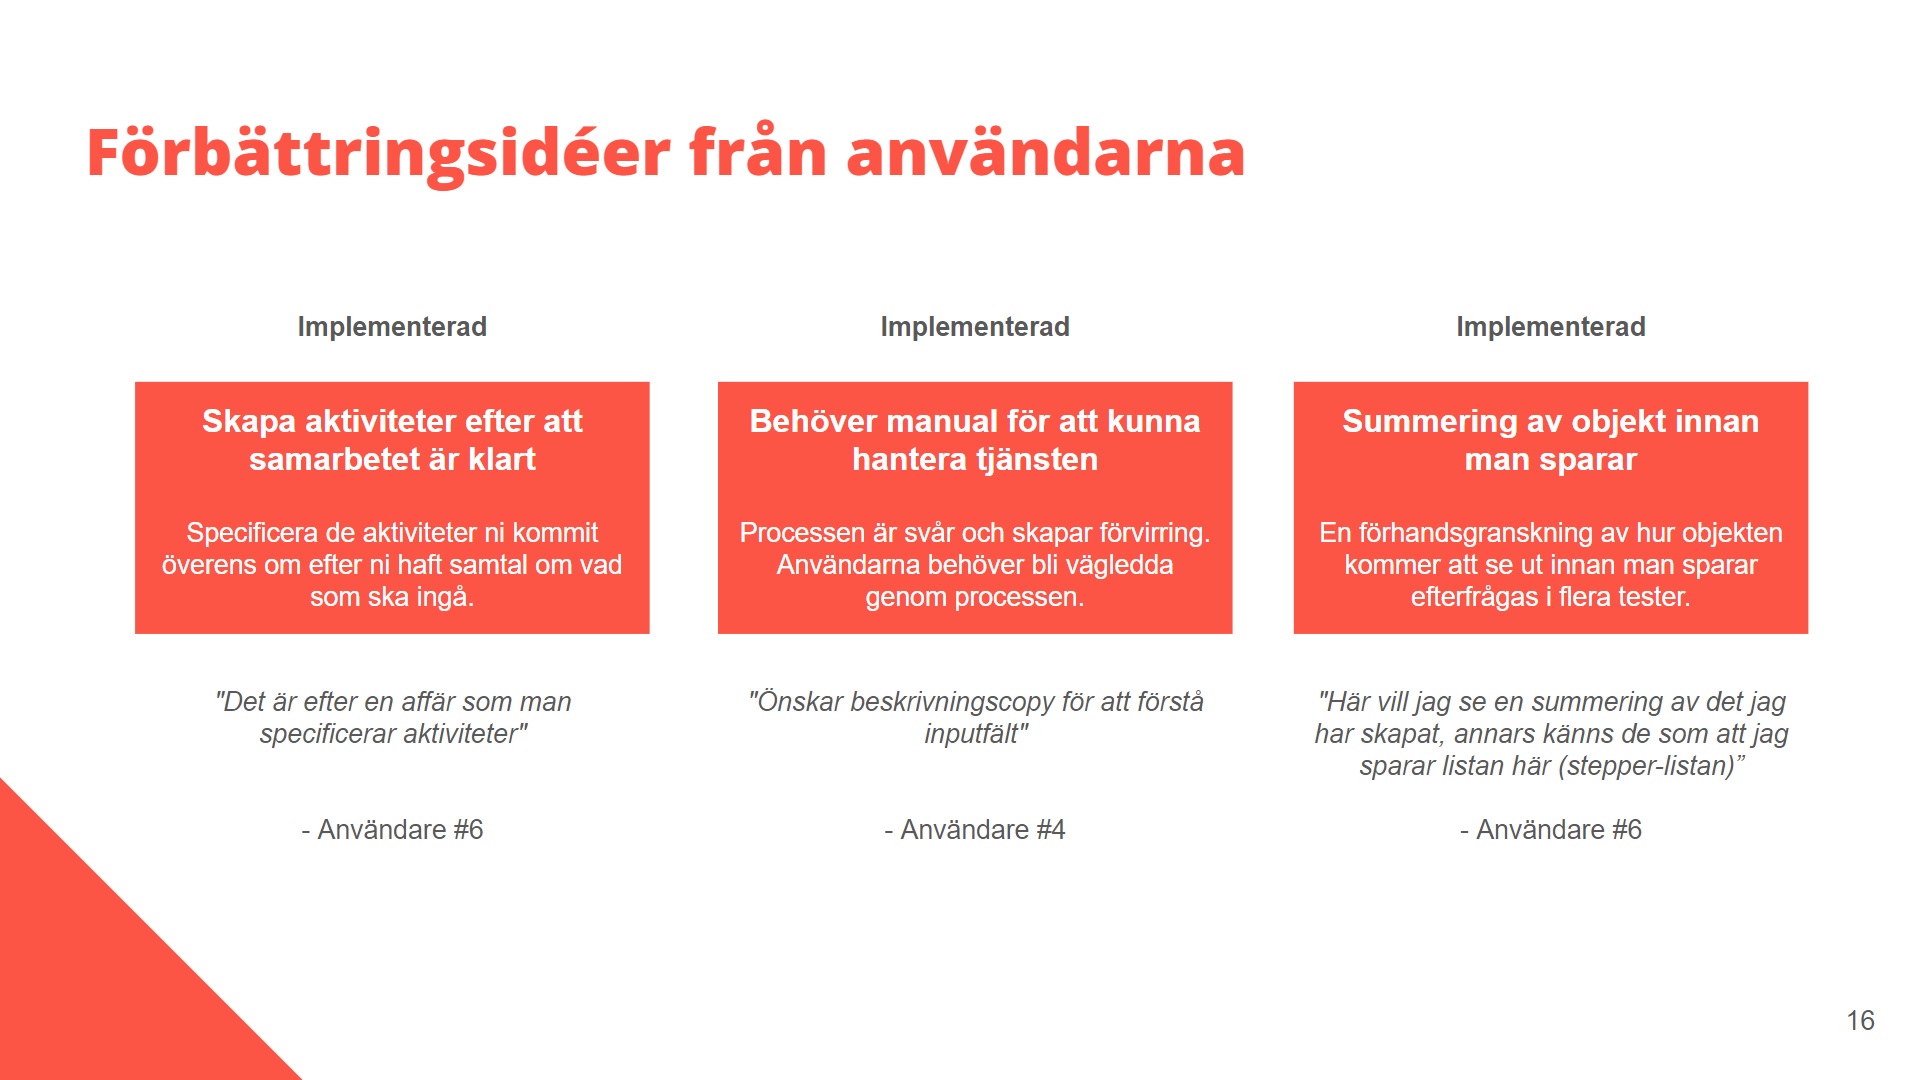 Förbättringsidéer från användarna
Implementerad
Skapa aktiviteter efter att
samarbetet är klart
Specificera de aktiviteter ni kommit
överens om efter ni haft samtal om vad
som ska ingå.
"Det är efter en affär som man
specificerar aktiviteter"
- Användare #6
Implementerad
Behöver manual för att kunna
hantera tjänsten
Processen är svår och skapar förvirring.
Användarna behöver bli vägledda
genom processen.
"Önskar beskrivningscopy för att förstå
inputfält"
- Användare #4
Implementerad
Summering av objekt innan
man sparar
En förhandsgranskning av hur objekten
kommer att se ut innan man sparar
efterfrågas i flera tester.
"Här vill jag se en summering av det jag
har skapat, annars känns de som att jag
sparar listan här (stepper-listan)”
- Användare #6
16